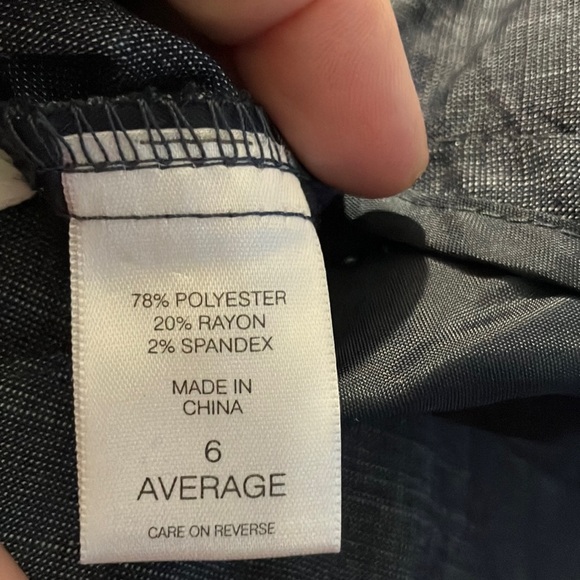 78% POLYESTER
20% RAYON
2% SPANDEX
MADE IN
CHINA
6
AVERAGE
CARE ON REVERSE